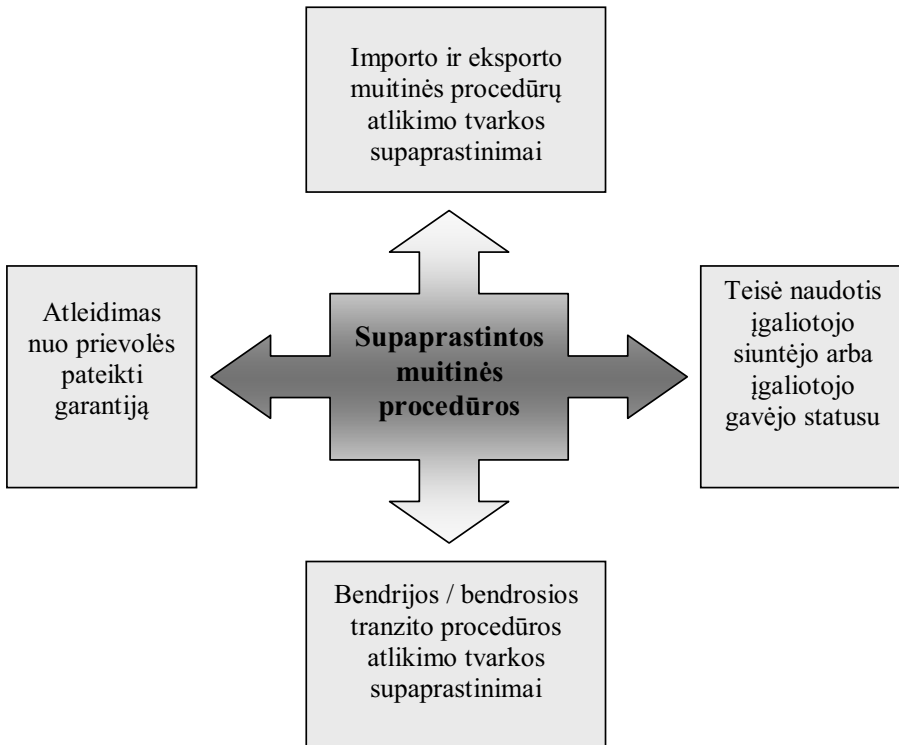 Importo ir eksporto
muitinės procedūrų
atlikimo tvarkos
supaprastinimai
Atleidimas
nuo prievolės
pateikti
garantiją
Supaprastintos
muitinės
procedūros
Teisė naudotis
įgaliotojo
siuntėjo arba
įgaliotojo
gavėjo statusu
Bendrijos / bendrosios
tranzito procedūros
atlikimo tvarkos
supaprastinimai